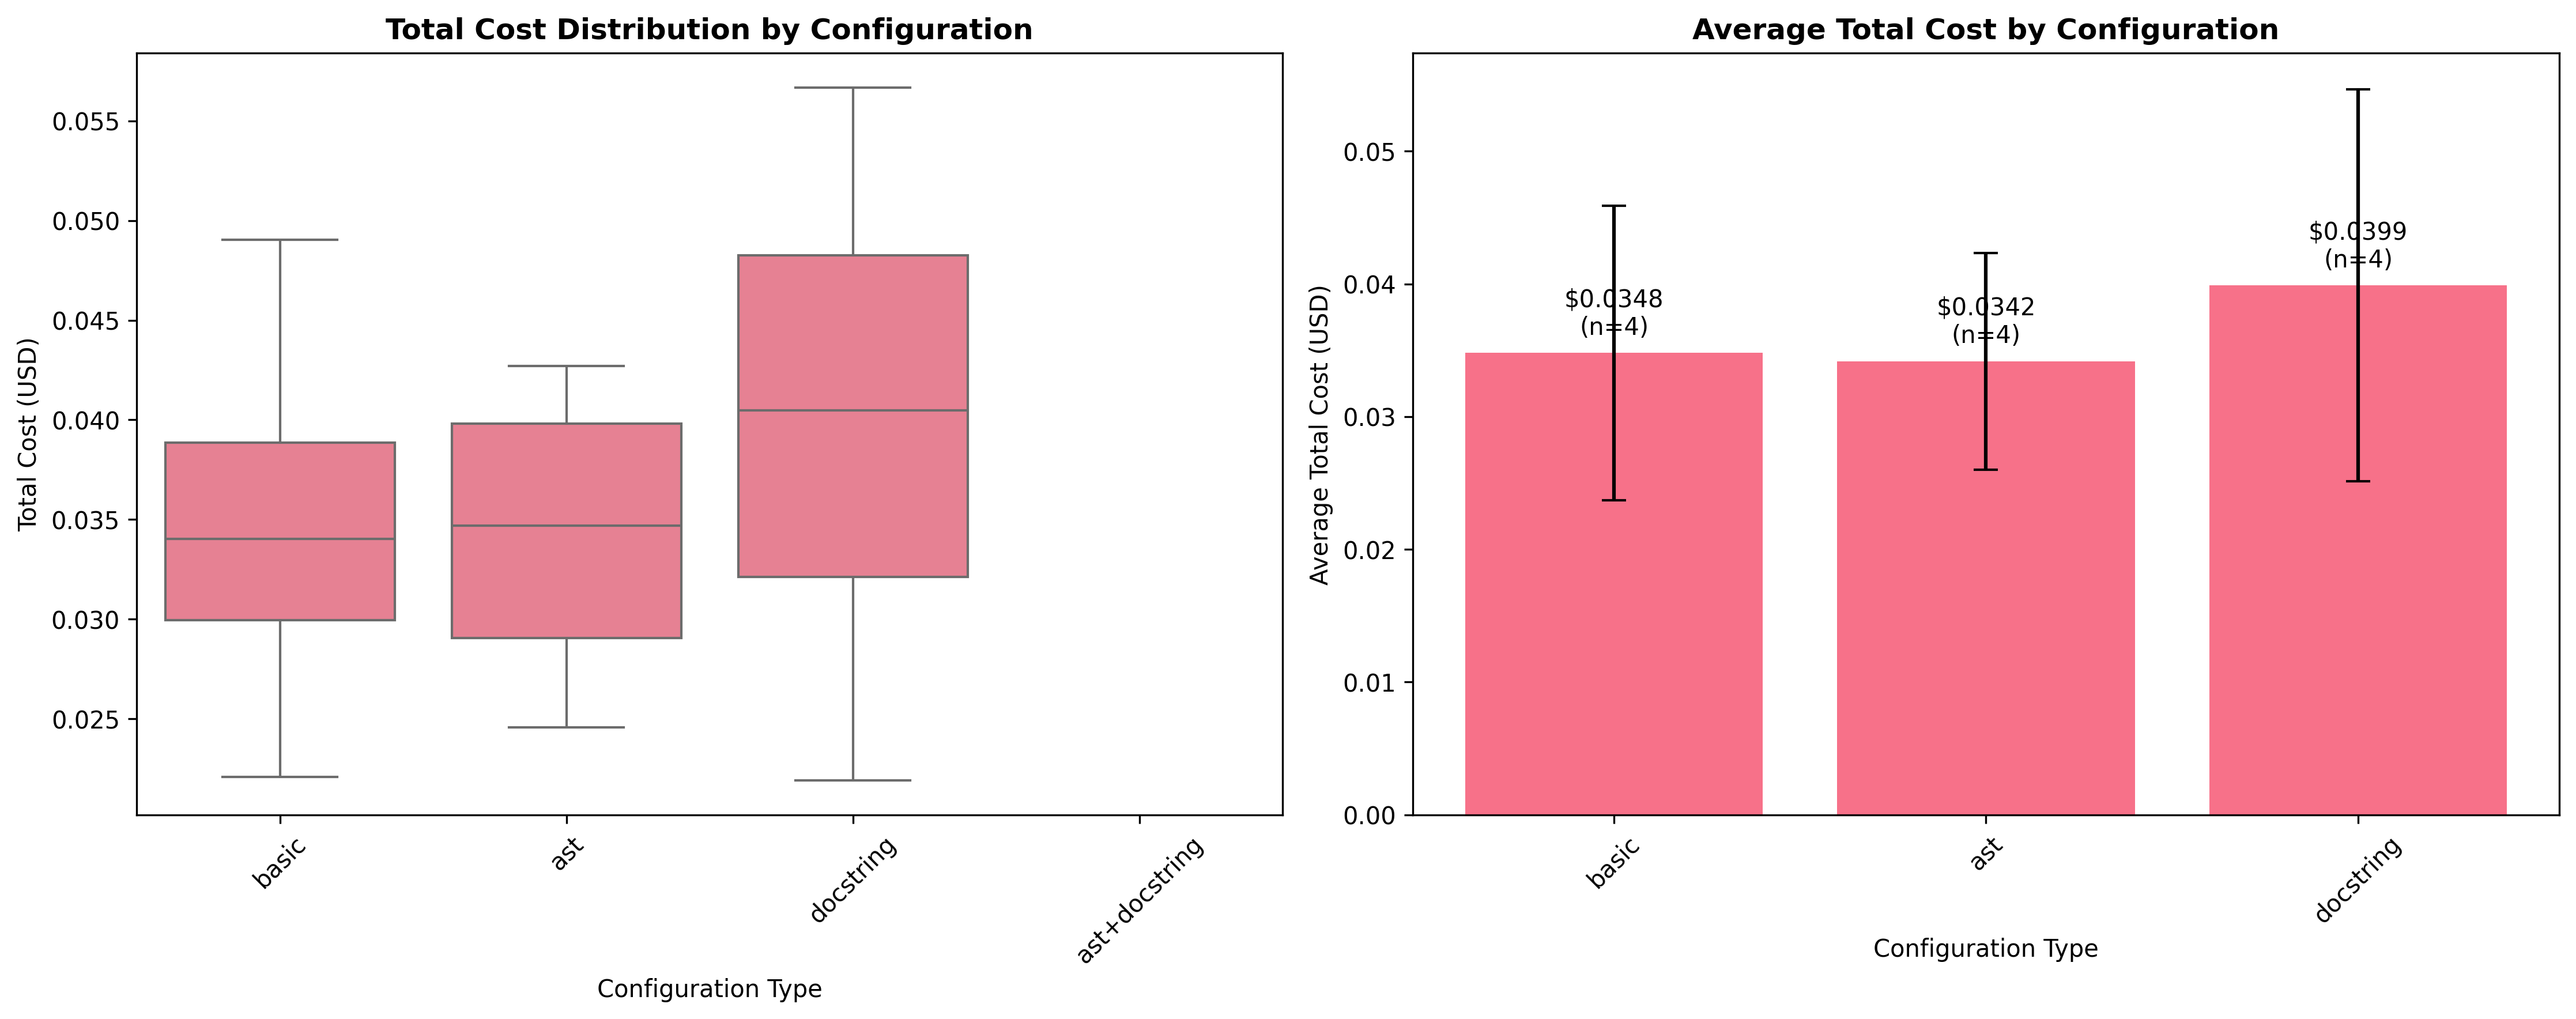 Total Cost Distribution by Configuration
Total Cost (USD)
0.055
0.050
0.045
0.040
0.035
0.030
0.025
basic
ast
docstring
ast+docstring
Configuration Type
Average Total Cost by Configuration
Average Total Cost (USD)
0.05
0.04
0.03
0.02
0.01
0.00
$0.0348
(n=4)
$0.0342
(n=4)
$0.0399
(n=4)
basic
ast
docstring
Configuration Type